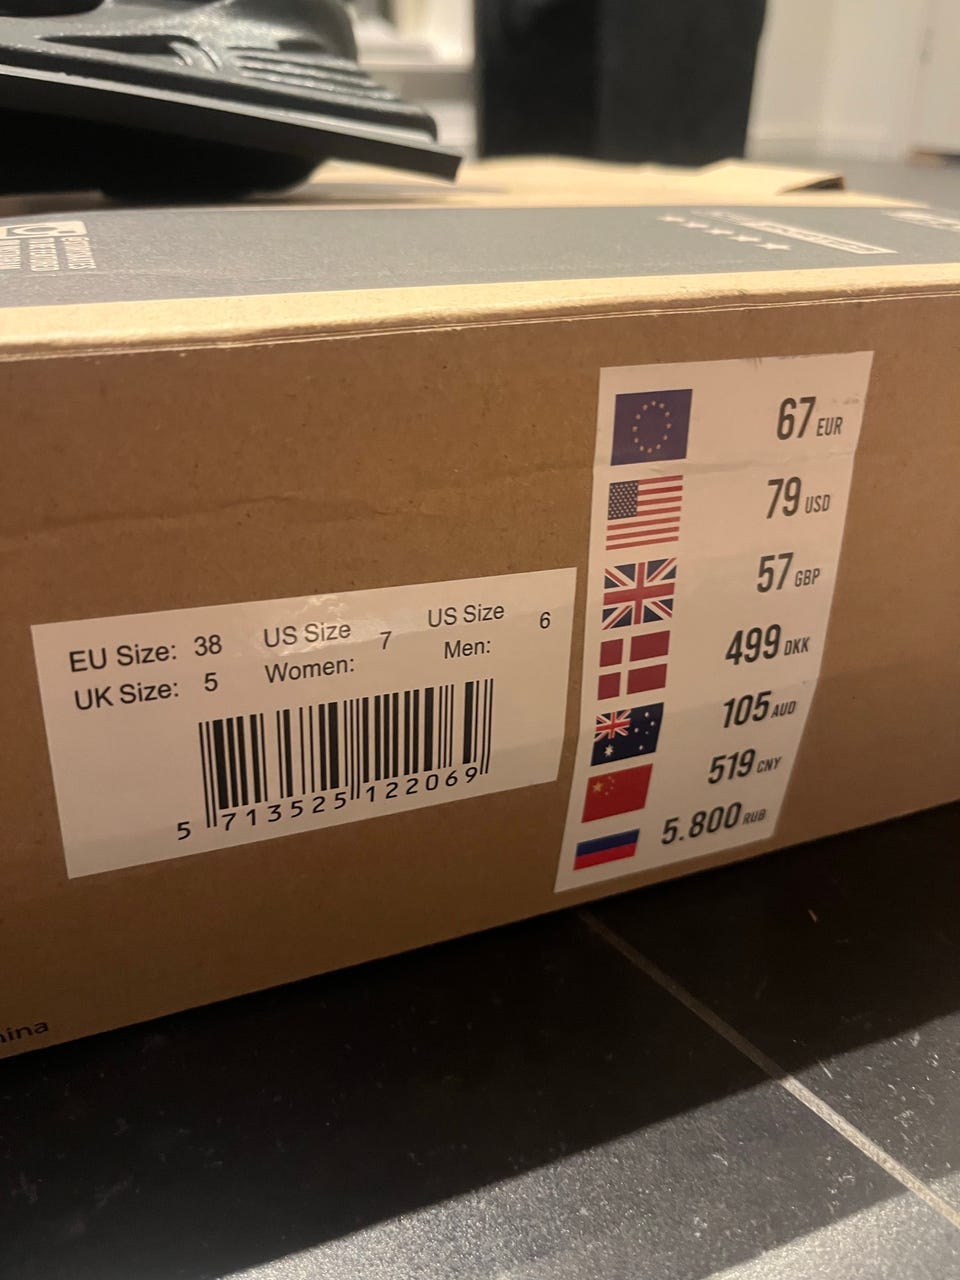 EU Size: 38
UK Size: 5
US Size Women: 7
US Size Men: 6
5 713525 122069
67 EUR
79 USD
57 GBP
499 DKK
105 AUD
519 CNY
5.800 RUB